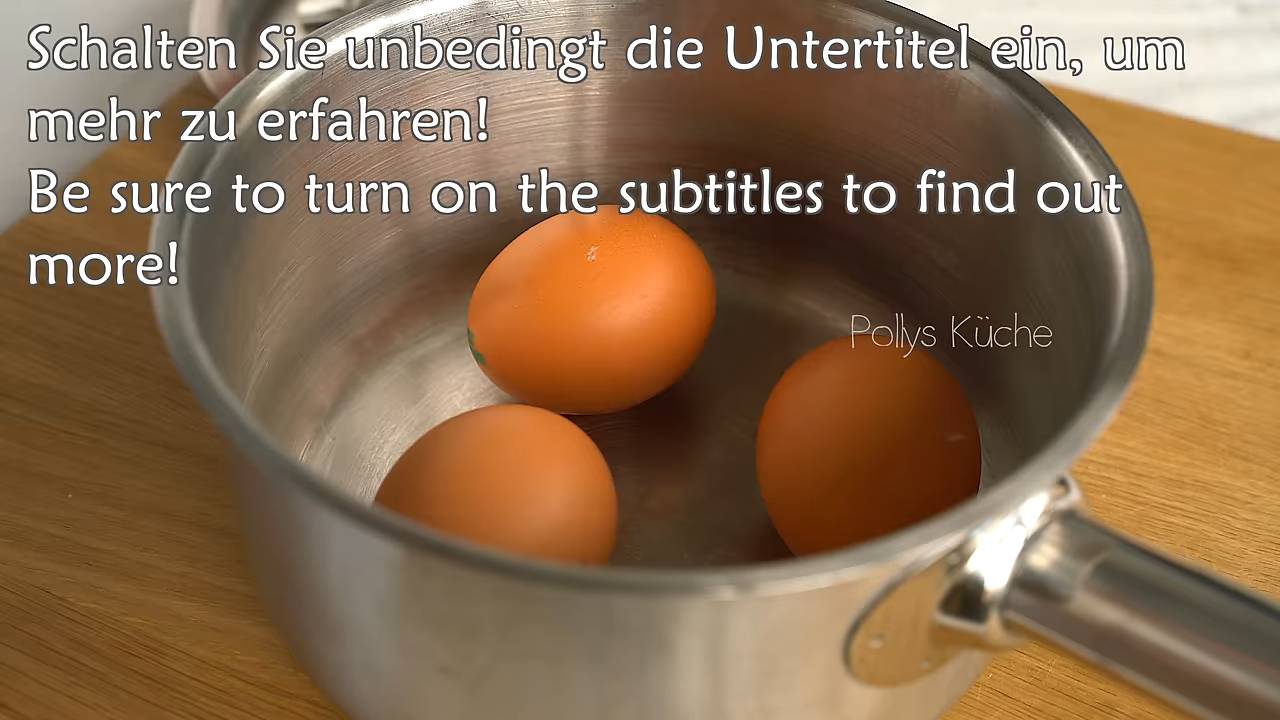 Schalten Sie unbedingt die Untertitel ein, um
mehr zu erfahren!
Be sure to turn on the subtitles to find out
more!
Pollys Küche